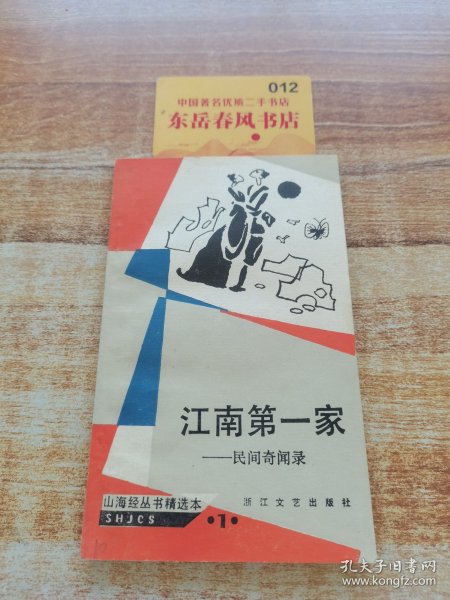 012
中国著名优质二手书店
东岳春风书店
江南第一家
——民间奇闻录
山海经丛书精选本
SHJCS
·1·
浙江文艺出版社
孔夫子旧书网
www.kongfz.com